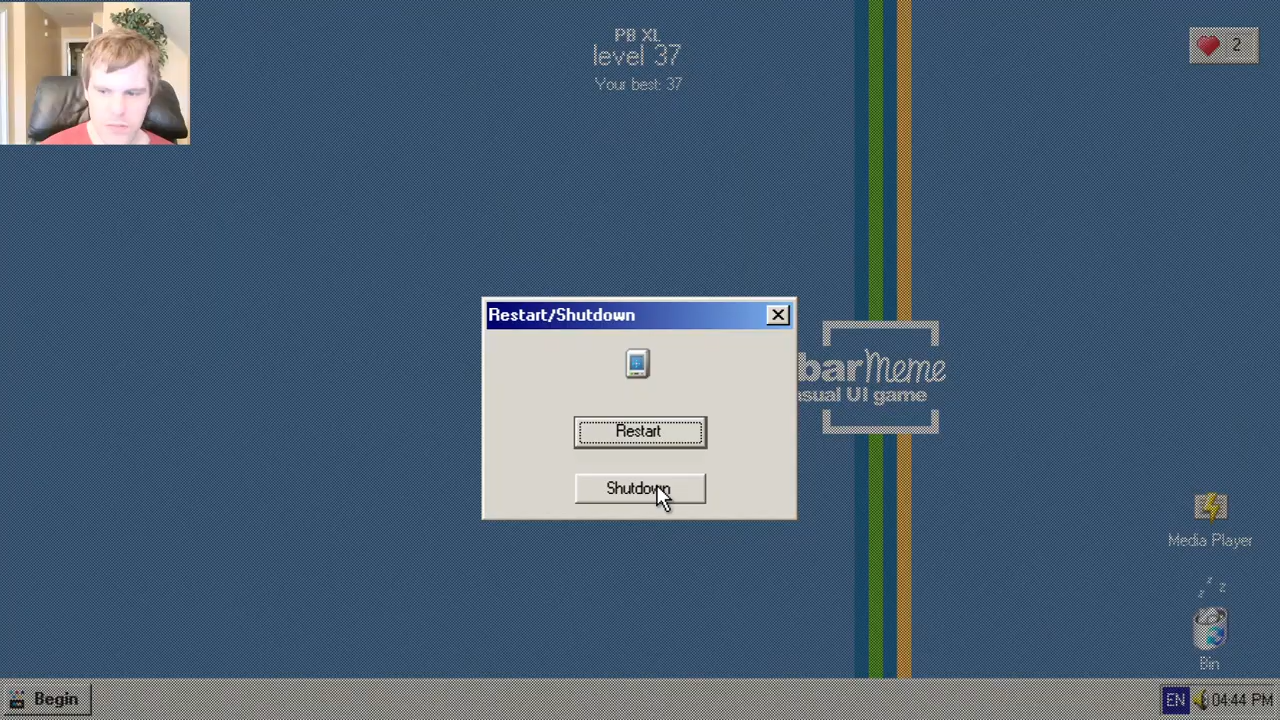 PB XL
level 37
Your best: 37
2
Restart/Shutdown
Restart
Shutdown
barMeme
sual UI game
Media Player
z z z
Bin
Begin
EN
04:44 PM